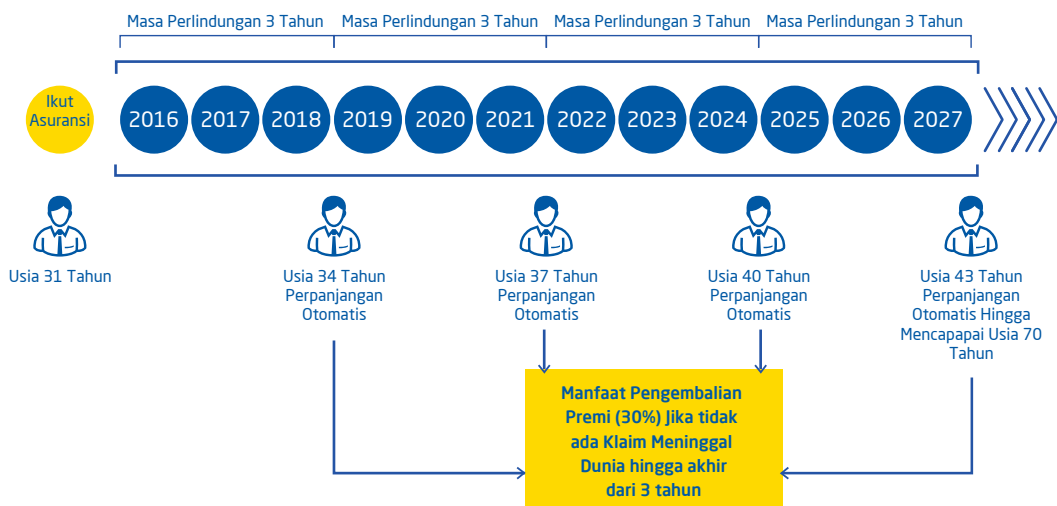 Masa Perlindungan 3 Tahun
Masa Perlindungan 3 Tahun
Masa Perlindungan 3 Tahun
Masa Perlindungan 3 Tahun
Ikut
Asuransi
2016
2017
2018
2019
2020
2021
2022
2023
2024
2025
2026
2027
Usia 31 Tahun
Usia 34 Tahun
Perpanjangan
Otomatis
Usia 37 Tahun
Perpanjangan
Otomatis
Usia 40 Tahun
Perpanjangan
Otomatis
Usia 43 Tahun
Perpanjangan
Otomatis Hingga
Mencapapai Usia 70
Tahun
Manfaat Pengembalian
Premi (30%) Jika tidak
ada Klaim Meninggal
Dunia hingga akhir
dari 3 tahun